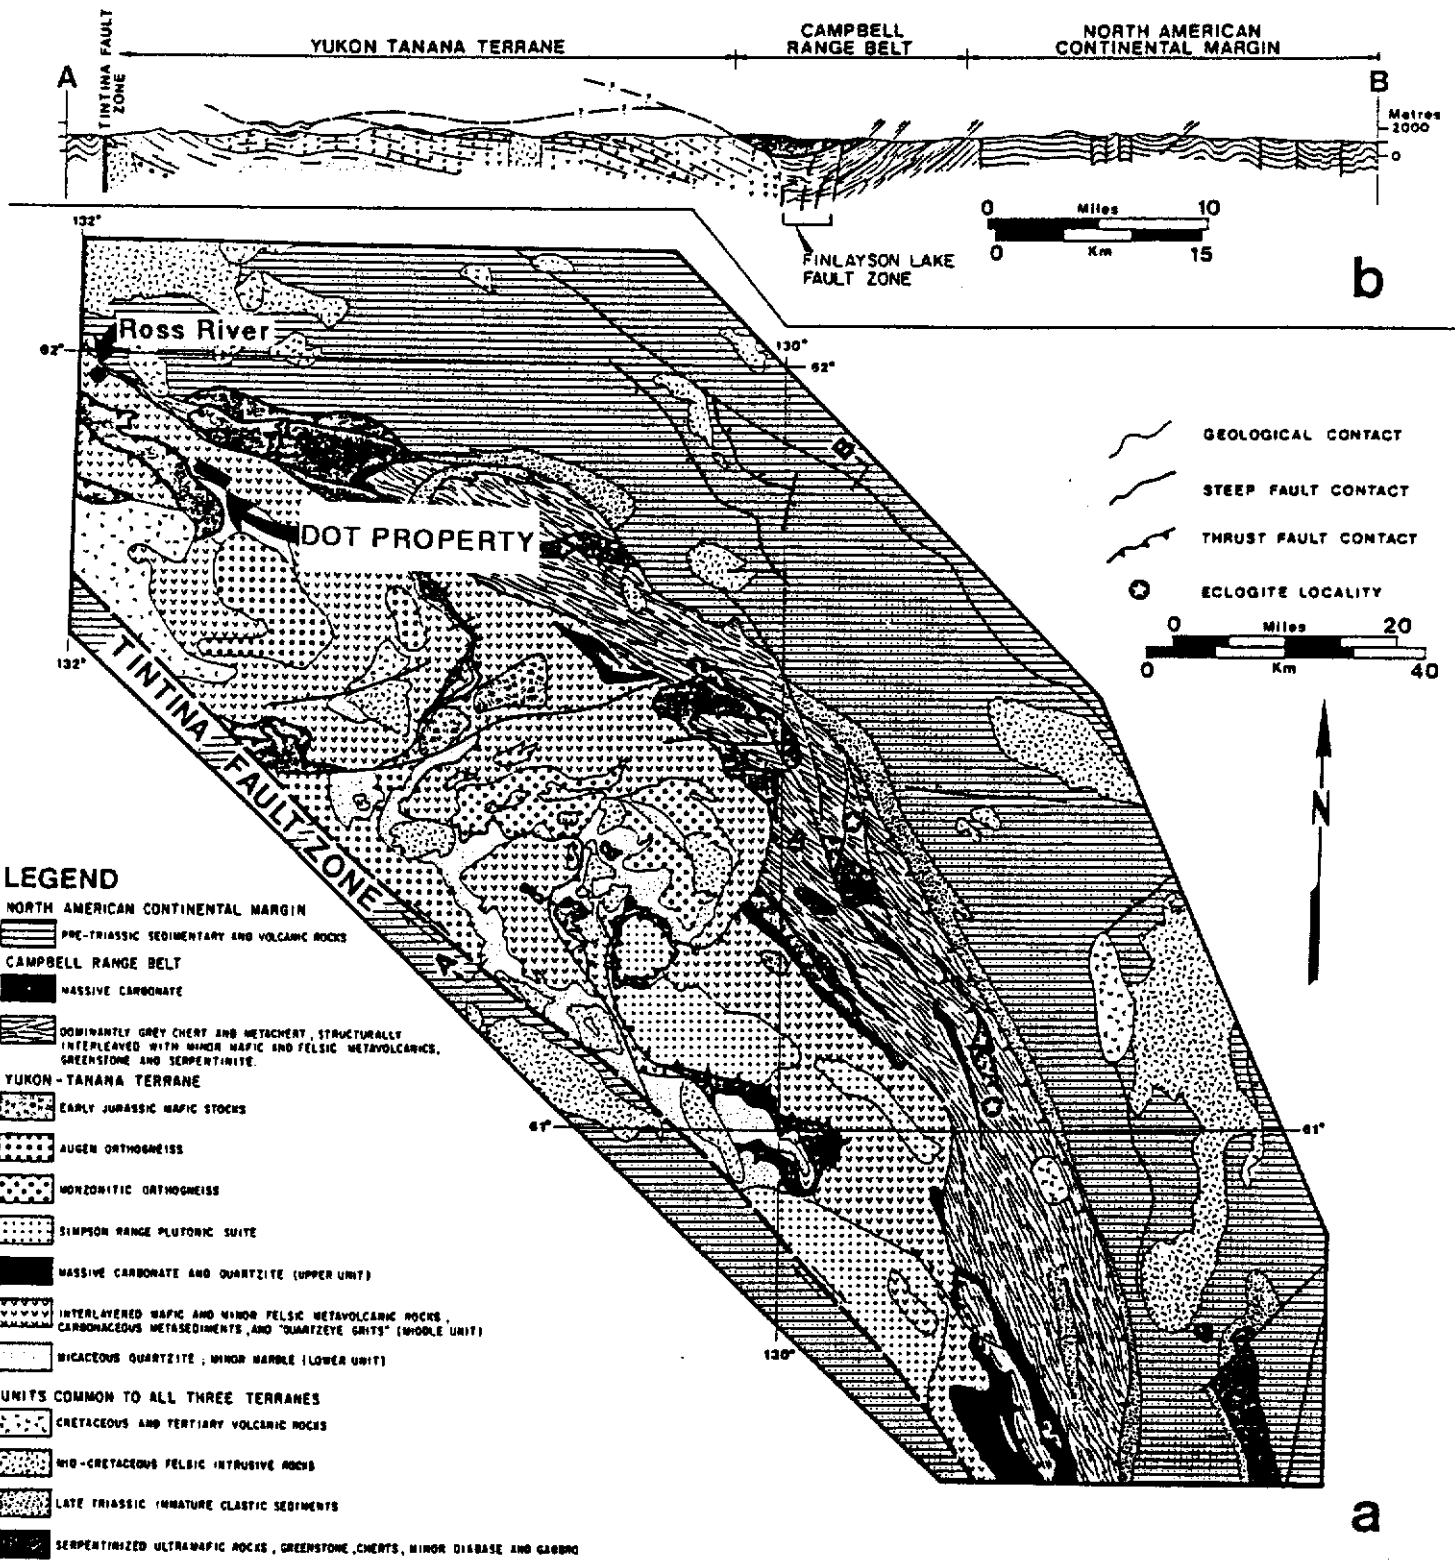 YUKON TANANA TERRANE
CAMPBELL
RANGE BELT
NORTH AMERICAN
CONTINENTAL MARGIN
A
TINTINA FAULT
ZONE
B
Metres
2000
0
0 Miles 10
0 Km 15
FINLAYSON LAKE
FAULT ZONE
b
132°
Ross River
62°
130°
62°
B
GEOLOGICAL CONTACT
STEEP FAULT CONTACT
THRUST FAULT CONTACT
ECLOGITE LOCALITY
0 Miles 20
0 Km 40
DOT PROPERTY
132°
TINTINA FAULT ZONE
N
A
61°
61°
130°
LEGEND
NORTH AMERICAN CONTINENTAL MARGIN
PRE-TRIASSIC SEDIMENTARY AND VOLCANIC ROCKS
CAMPBELL RANGE BELT
MASSIVE CARBONATE
DOMINANTLY GREY CHERT AND METACHERT, STRUCTURALLY
INTERLEAVED WITH MINOR MAFIC AND FELSIC METAVOLCANICS,
GREENSTONE AND SERPENTINITE.
YUKON-TANANA TERRANE
EARLY JURASSIC MAFIC STOCKS
AUGEN ORTHOGNEISS
MONZONITIC ORTHOGNEISS
SIMPSON RANGE PLUTONIC SUITE
MASSIVE CARBONATE AND QUARTZITE (UPPER UNIT)
INTERLAYERED MAFIC AND MINOR FELSIC METAVOLCANIC ROCKS,
CARBONACEOUS METASEDIMENTS, AND "QUARTZEYE GRITS" (MIDDLE UNIT)
MICACEOUS QUARTZITE; MINOR MARBLE (LOWER UNIT)
UNITS COMMON TO ALL THREE TERRANES
CRETACEOUS AND TERTIARY VOLCANIC ROCKS
MID-CRETACEOUS FELSIC INTRUSIVE ROCKS
LATE TRIASSIC IMMATURE CLASTIC SEDIMENTS
SERPENTINIZED ULTRAMAFIC ROCKS, GREENSTONE, CHERTS, MINOR DIABASE AND GABBRO
a